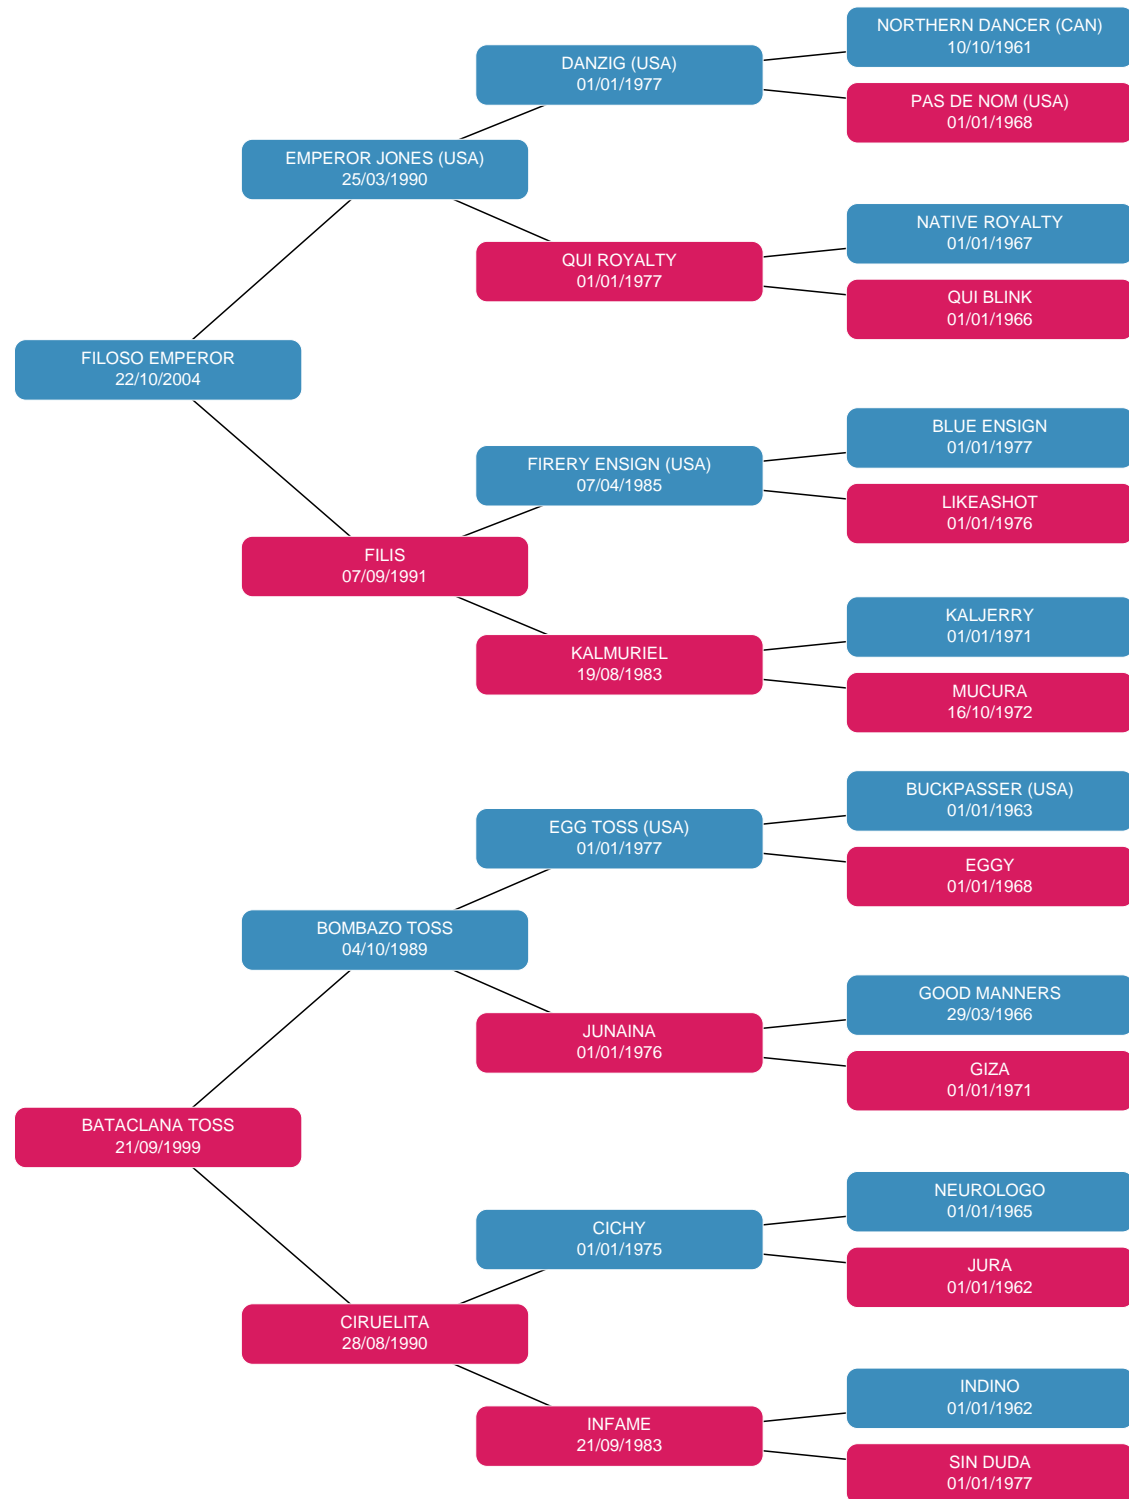 NORTHERN DANCER (CAN)
10/10/1961
DANZIG (USA)
01/01/1977
PAS DE NOM (USA)
01/01/1968
EMPEROR JONES (USA)
25/03/1990
NATIVE ROYALTY
01/01/1967
QUI ROYALTY
01/01/1977
QUI BLINK
01/01/1966
FILOSO EMPEROR
22/10/2004
BLUE ENSIGN
01/01/1977
FIRERY ENSIGN (USA)
07/04/1985
LIKEASHOT
01/01/1976
FILIS
07/09/1991
KALJERRY
01/01/1971
KALMURIEL
19/08/1983
MUCURA
16/10/1972
BUCKPASSER (USA)
01/01/1963
EGG TOSS (USA)
01/01/1977
EGGY
01/01/1968
BOMBAZO TOSS
04/10/1989
GOOD MANNERS
29/03/1966
JUNAINA
01/01/1976
GIZA
01/01/1971
BATACLANA TOSS
21/09/1999
NEUROLOGO
01/01/1965
CICHY
01/01/1975
JURA
01/01/1962
CIRUELITA
28/08/1990
INDINO
01/01/1962
INFAME
21/09/1983
SIN DUDA
01/01/1977